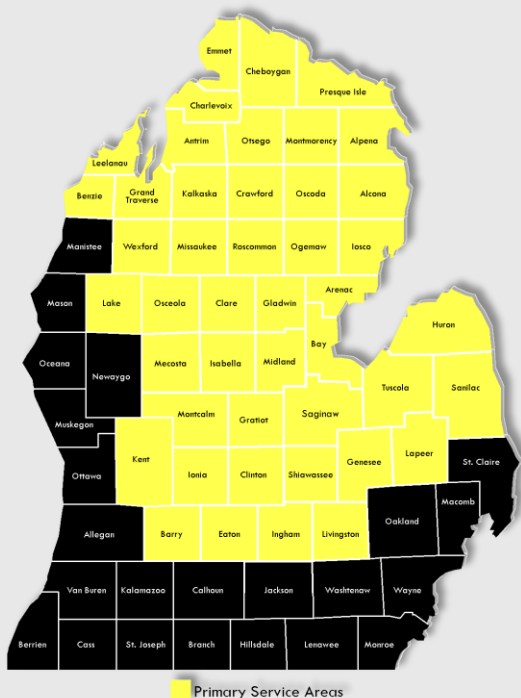 Emmet
Cheboygan
Presque Isle
Charlevoix
Antrim
Otsego
Montmorency
Alpena
Leelanau
Benzie
Grand
Traverse
Kalkaska
Crawford
Oscoda
Alcona
Manistee
Wexford
Missaukee
Roscommon
Ogemaw
Iosco
Mason
Lake
Osceola
Clare
Gladwin
Arenac
Huron
Oceana
Newaygo
Mecosta
Isabella
Midland
Bay
Tuscola
Sanilac
Muskegon
Montcalm
Gratiot
Saginaw
Kent
Ottawa
Ionia
Clinton
Shiawassee
Genesee
Lapeer
St. Claire
Macomb
Allegan
Barry
Eaton
Ingham
Livingston
Oakland
Van Buren
Kalamazoo
Calhoun
Jackson
Washtenaw
Wayne
Berrien
Cass
St. Joseph
Branch
Hillsdale
Lenawee
Monroe
Primary Service Areas